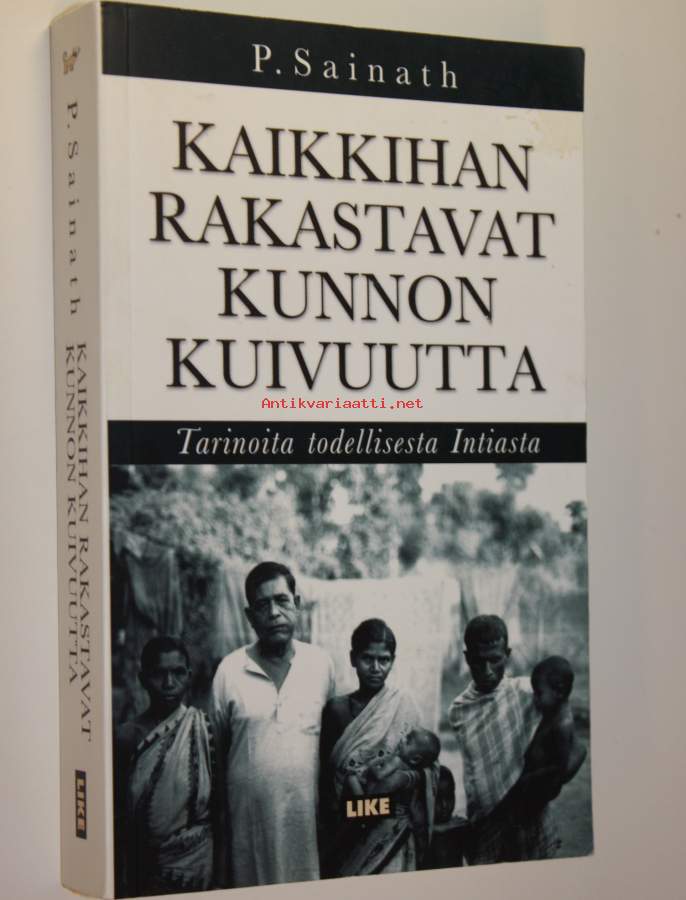 P. Sainath
KAIKKIHAN
RAKASTAVAT
KUNNON
KUIVUUTTA
Antikvariaatti.net
Tarinoita todellisesta Intiasta
LIKE
P. Sainath
KAIKKIHAN RAKASTAVAT
KUNNON KUIVUUTTA
LIKE